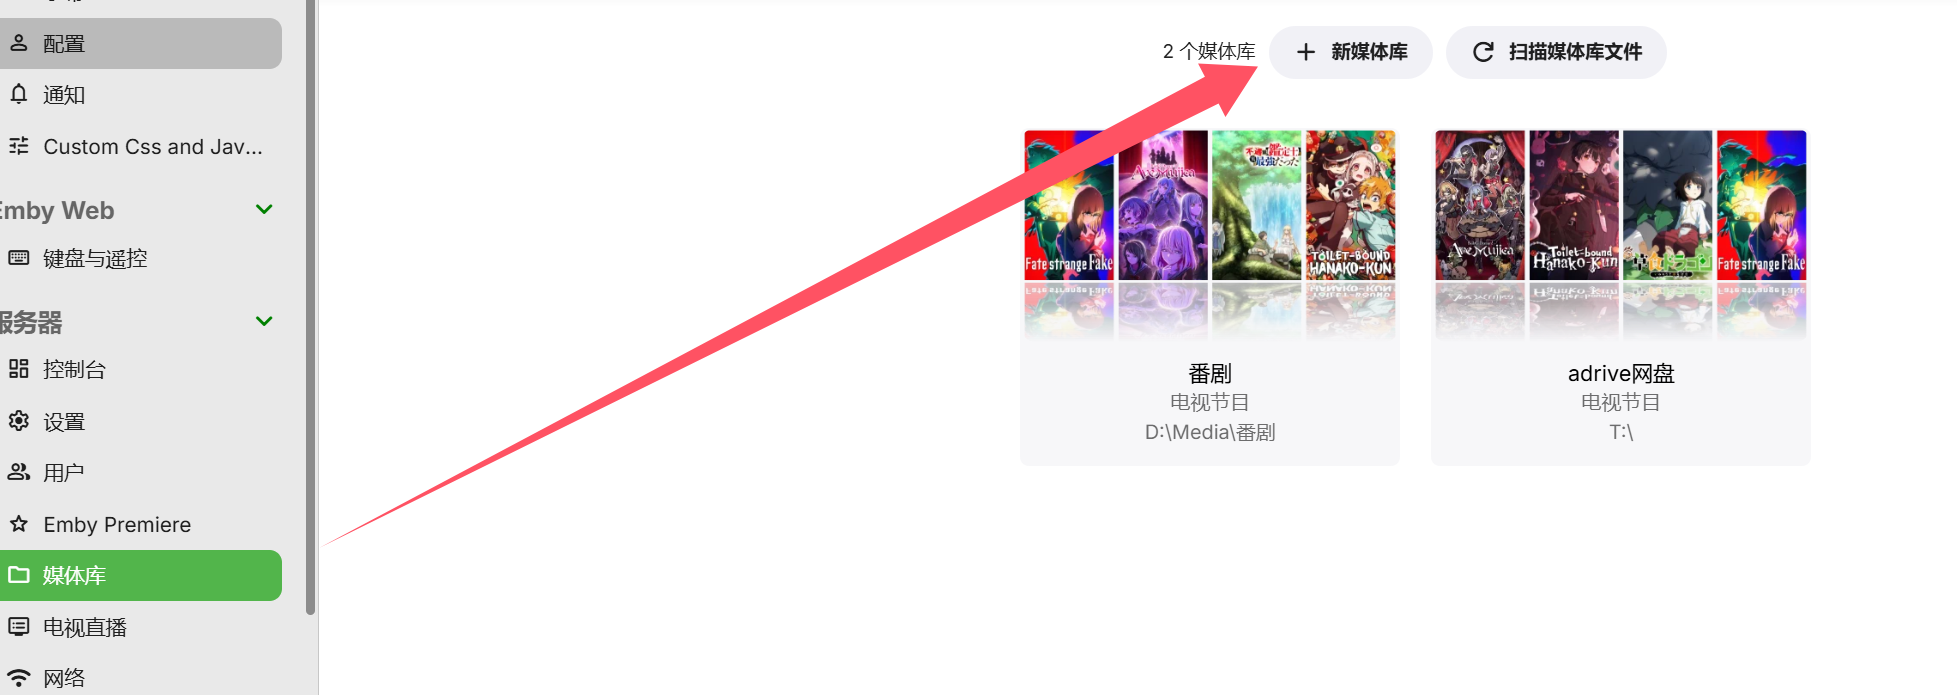 配置
通知
Custom Css and Jav...
Emby Web
键盘与遥控
服务器
控制台
设置
用户
Emby Premiere
媒体库
电视直播
网络
2 个媒体库
新媒体库
扫描媒体库文件
Fate strange Fake
Ave Mujica
不遇職鑑定士
最強だった
TOILET-BOUND
HANAKO-KUN
Ave Mujica
Toilet-bound
Hanako-kun
Fate strange Fake
番剧
电视节目
D:\Media\番剧
adrive网盘
电视节目
T:\